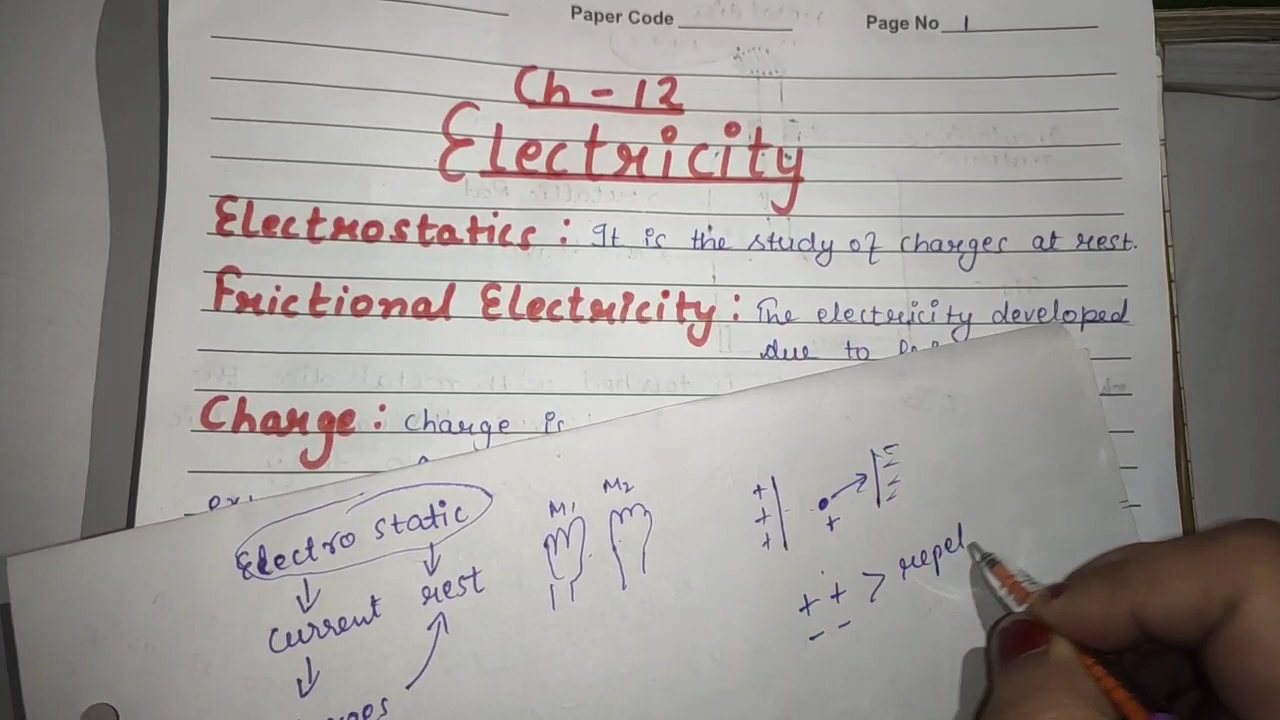 Paper Code
Page No 1
Ch - 12
Electricity
Electrostatics : It is the study of charges at rest.
Frictional Electricity : The electricity developed
due to
Charge : Charge is
Electro static
current rest
M1 M2
+ + +
+
+ + > repel
- -